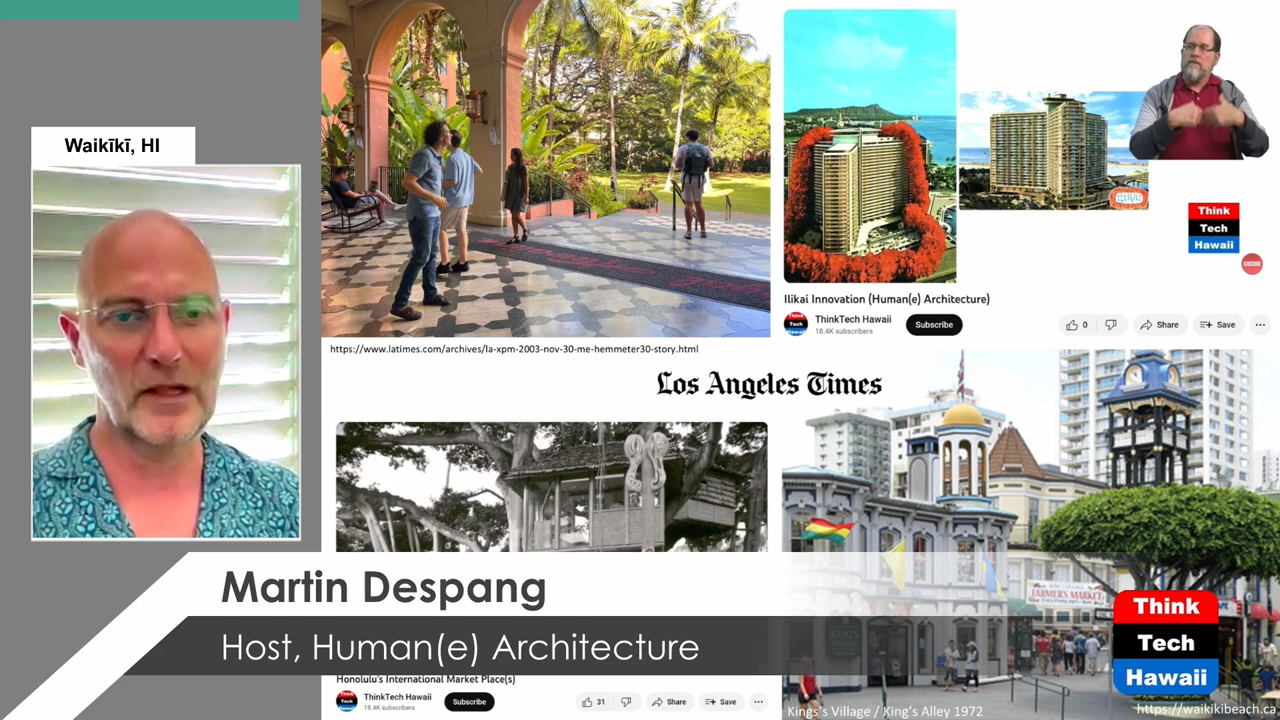 Waikīkī, HI
Think
Tech
Hawaii
SUBSCRIBE
Ilikai Innovation (Human(e) Architecture)
ThinkTech Hawaii
18.4K subscribers
Subscribe
0
Share
Save
https://www.latimes.com/archives/la-xpm-2003-nov-30-me-hemmeter30-story.html
Los Angeles Times
FARMER'S MARKET
Martin Despang
Host, Human(e) Architecture
Think
Tech
Hawaii
Honolulu's International Market Place(s)
ThinkTech Hawaii
18.4K subscribers
Subscribe
31
Share
Save
Kings's Village / King's Alley 1972
https://waikikibeach.ca